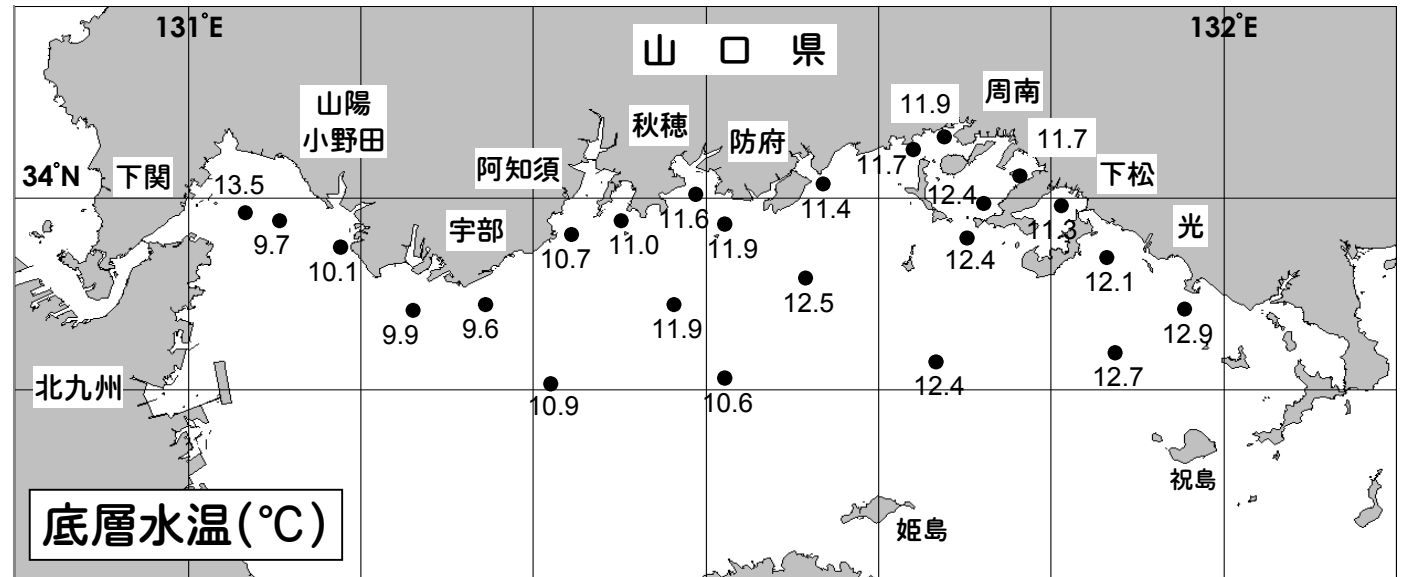 131°E
132°E
山 口 県
山陽
小野田
秋穂
防府
11.9
周南
11.7
11.7
下松
34°N
下関
阿知須
13.5
9.7
10.1
宇部
10.7
11.0
11.6
11.9
11.4
12.4
12.4
11.3
光
12.1
12.5
9.9
9.6
11.9
12.9
12.7
12.4
10.9
10.6
北九州
祝島
姫島
底層水温(℃)